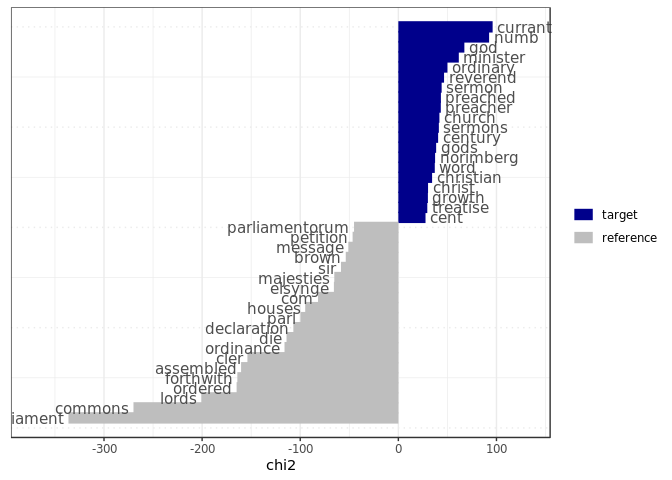 currant
numb
god
minister
ordinary
reverend
sermon
preached
preacher
church
sermons
century
gods
norimberg
word
christian
christ
growth
treatise
cent
parliamentorum
petition
message
brown
sir
majesties
elsynge
com
houses
parl
declaration
die
ordinance
cler
assembled
forthwith
ordered
lords
commons
iament
target
reference
-300 -200 -100 0 100
chi2